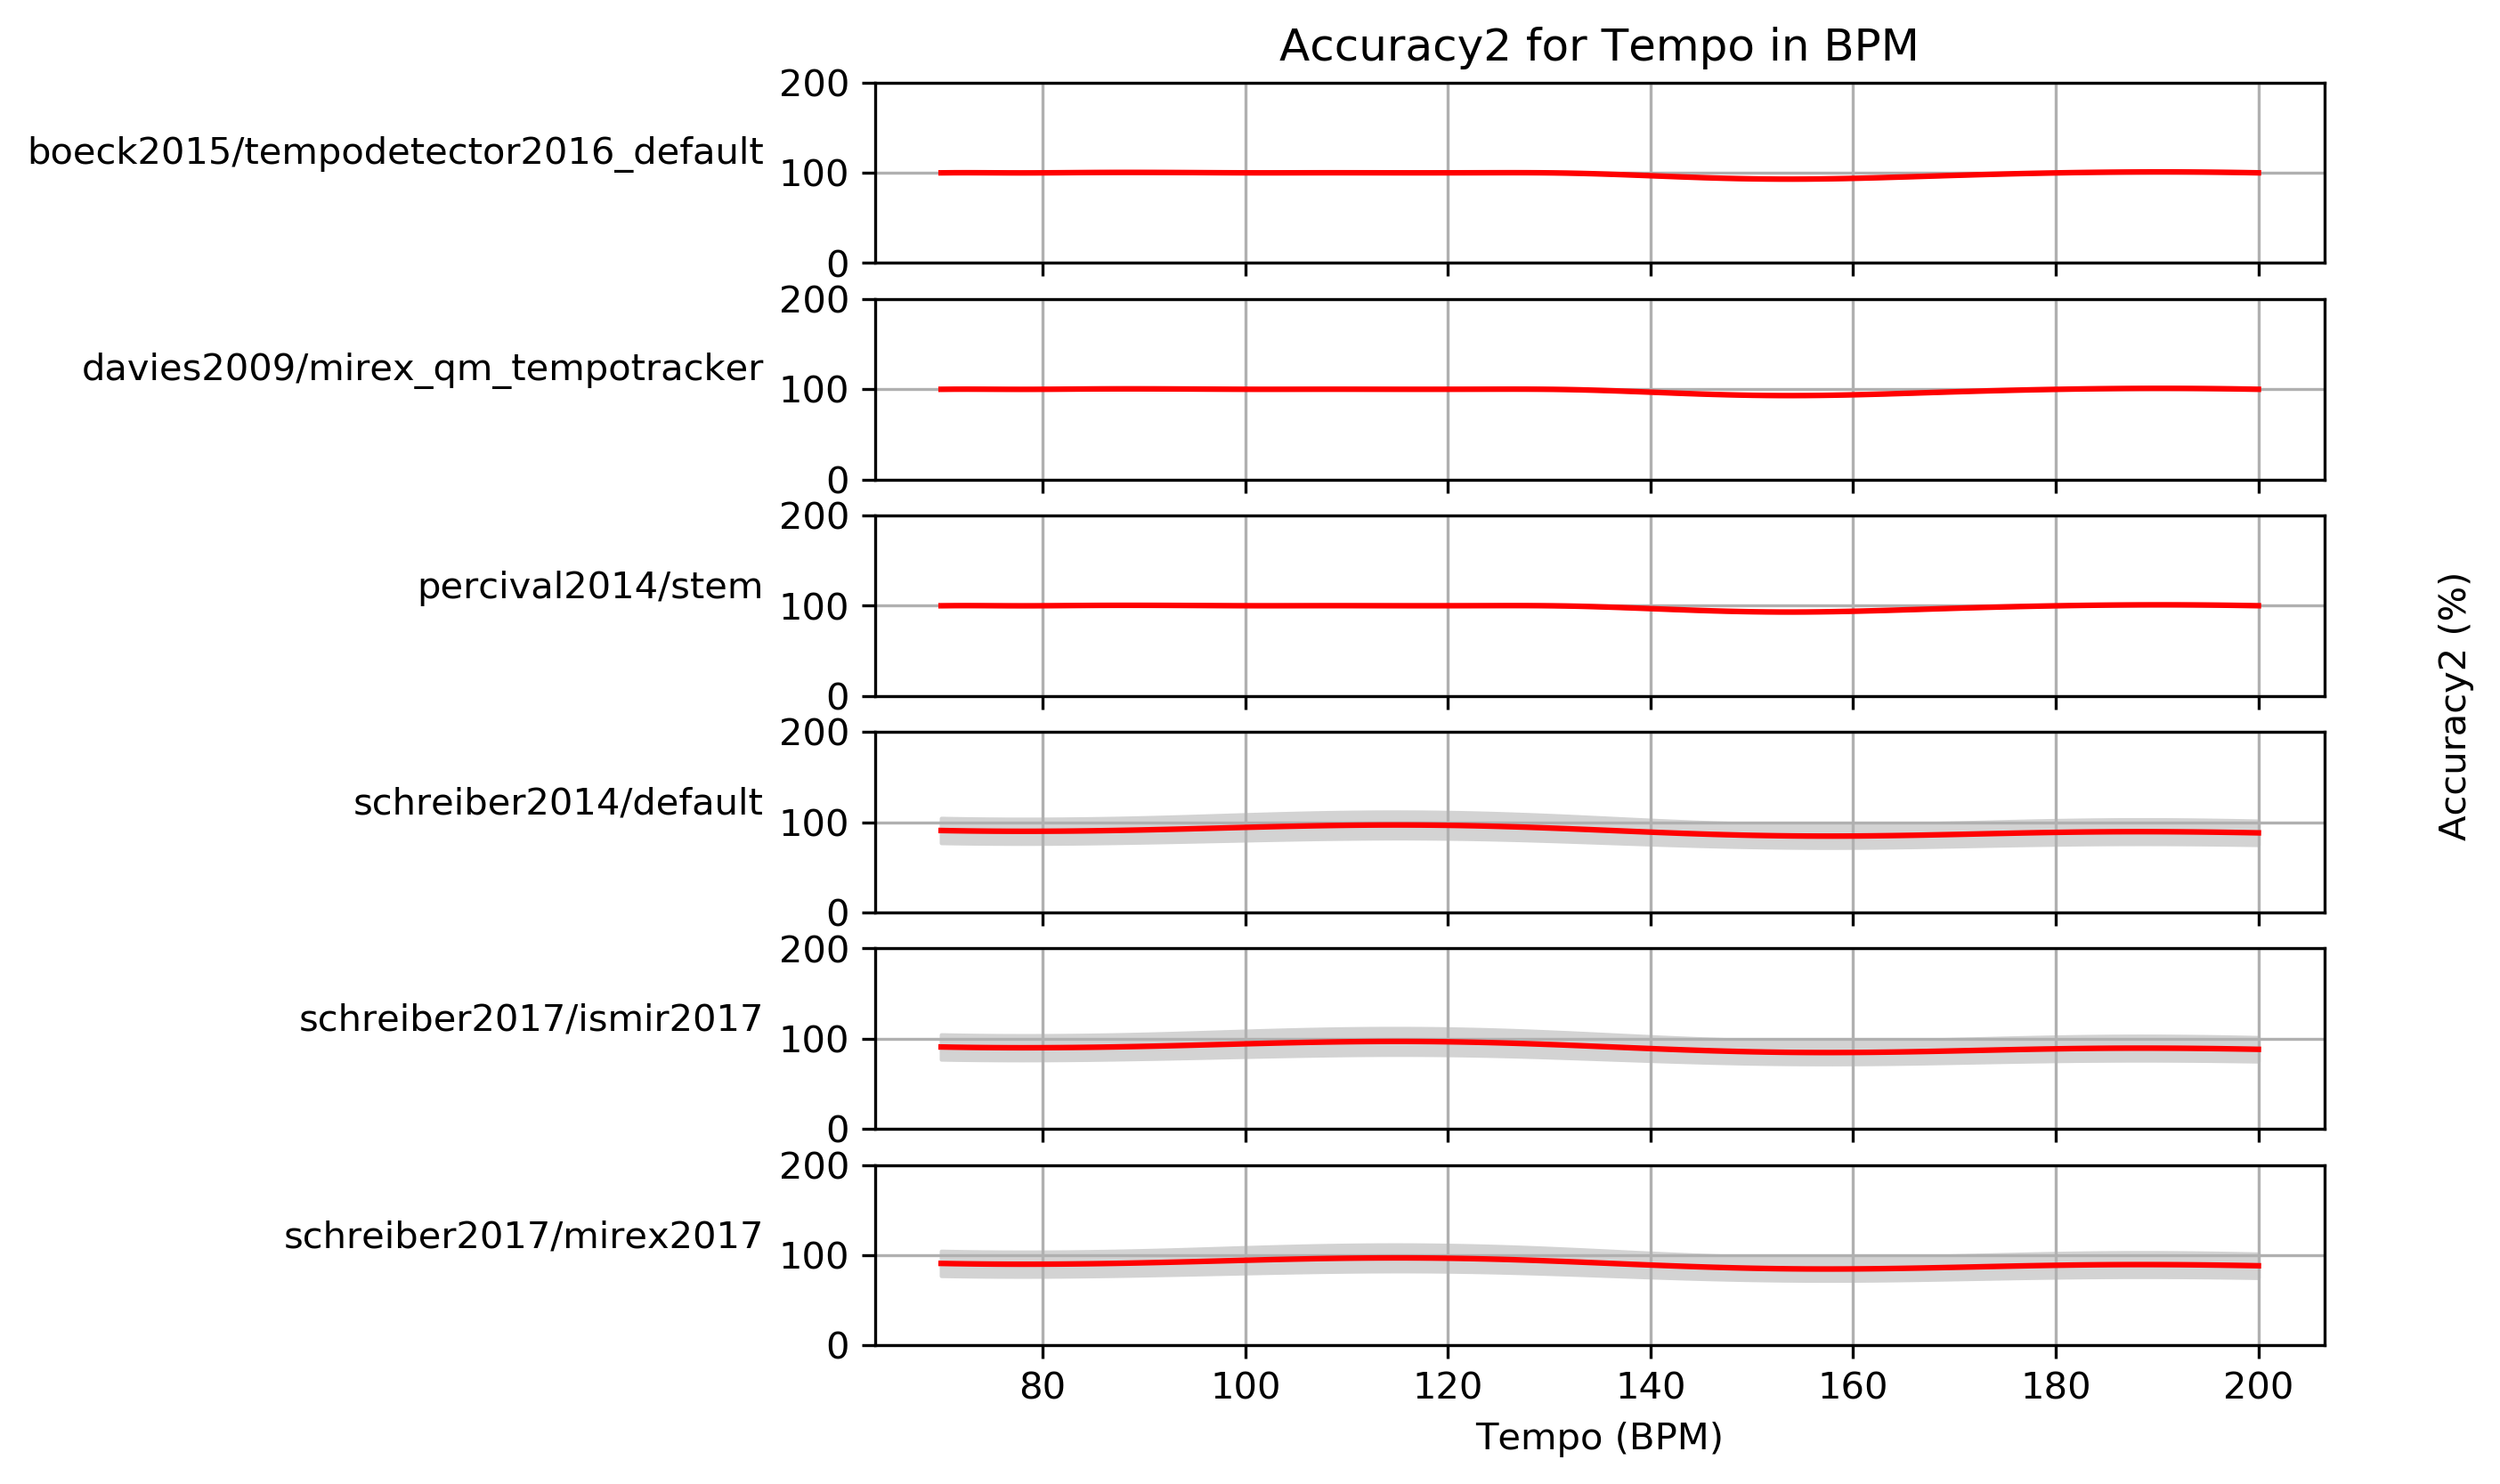 Accuracy2 for Tempo in BPM
boeck2015/tempodetector2016_default
200
100
0
davies2009/mirex_qm_tempotracker
200
100
0
percival2014/stem
200
100
0
schreiber2014/default
200
100
0
schreiber2017/ismir2017
200
100
0
schreiber2017/mirex2017
200
100
0
80 100 120 140 160 180 200
Tempo (BPM)
Accuracy2 (%)